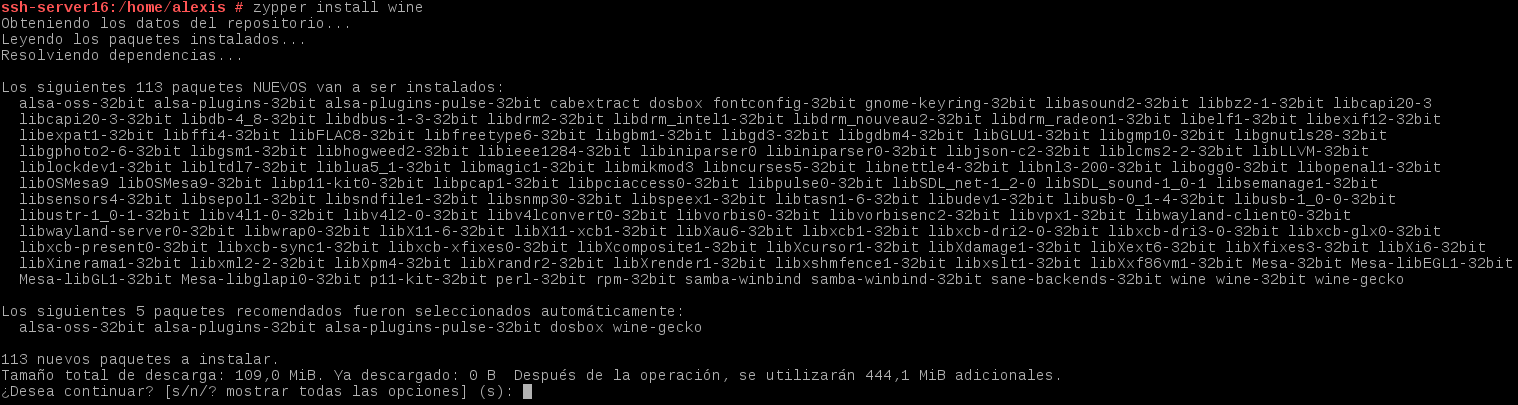 ssh-server16:/home/alexis # zypper install wine
Obteniendo los datos del repositorio...
Leyendo los paquetes instalados...
Resolviendo dependencias...
Los siguientes 113 paquetes NUEVOS van a ser instalados:
alsa-oss-32bit alsa-plugins-32bit alsa-plugins-pulse-32bit cabextract dosbox fontconfig-32bit gnome-keyring-32bit libasound2-32bit libbz2-1-32bit libcapi20-3
libcapi20-3-32bit libdb-4_8-32bit libdbus-1-3-32bit libdrm2-32bit libdrm_intel1-32bit libdrm_nouveau2-32bit libdrm_radeon1-32bit libelf1-32bit libexif12-32bit
libexpat1-32bit libffi4-32bit libFLAC8-32bit libfreetype6-32bit libgbm1-32bit libgd3-32bit libgdbm4-32bit libGLU1-32bit libgmp10-32bit libgnutls28-32bit
libgphoto2-6-32bit libgsm1-32bit libhogweed2-32bit libieee1284-32bit libiniparser0 libiniparser0-32bit libjson-c2-32bit liblcms2-2-32bit libLLVM-32bit
liblockdev1-32bit libltdl7-32bit liblua5_1-32bit libmagic1-32bit libmikmod3 libncurses5-32bit libnettle4-32bit libnl3-200-32bit libogg0-32bit libopenal1-32bit
libOSMesa9 libOSMesa9-32bit libp11-kit0-32bit libpcap1-32bit libpciaccess0-32bit libpulse0-32bit libSDL_net-1_2-0 libSDL_sound-1_0-1 libsemanage1-32bit
libsensors4-32bit libsepol1-32bit libsndfile1-32bit libsnmp30-32bit libspeex1-32bit libtasn1-6-32bit libudev1-32bit libusb-0_1-4-32bit libusb-1_0-0-32bit
libustr-1_0-1-32bit libv4l1-0-32bit libv4l2-0-32bit libv4lconvert0-32bit libvorbis0-32bit libvorbisenc2-32bit libvpx1-32bit libwayland-client0-32bit
libwayland-server0-32bit libwrap0-32bit libX11-6-32bit libX11-xcb1-32bit libXau6-32bit libxcb1-32bit libxcb-dri2-0-32bit libxcb-dri3-0-32bit libxcb-glx0-32bit
libxcb-present0-32bit libxcb-sync1-32bit libxcb-xfixes0-32bit libXcomposite1-32bit libXcursor1-32bit libXdamage1-32bit libXext6-32bit libXfixes3-32bit libXi6-32bit
libXinerama1-32bit libxml2-2-32bit libXpm4-32bit libXrandr2-32bit libXrender1-32bit libxshmfence1-32bit libxslt1-32bit libXxf86vm1-32bit Mesa-32bit Mesa-libEGL1-32bit
Mesa-libGL1-32bit Mesa-libglapi0-32bit p11-kit-32bit perl-32bit rpm-32bit samba-winbind samba-winbind-32bit sane-backends-32bit wine wine-32bit wine-gecko
Los siguientes 5 paquetes recomendados fueron seleccionados automáticamente:
alsa-oss-32bit alsa-plugins-32bit alsa-plugins-pulse-32bit dosbox wine-gecko
113 nuevos paquetes a instalar.
Tamaño total de descarga: 109,0 MiB. Ya descargado: 0 B  Después de la operación, se utilizarán 444,1 MiB adicionales.
¿Desea continuar? [s/n/? mostrar todas las opciones] (s):